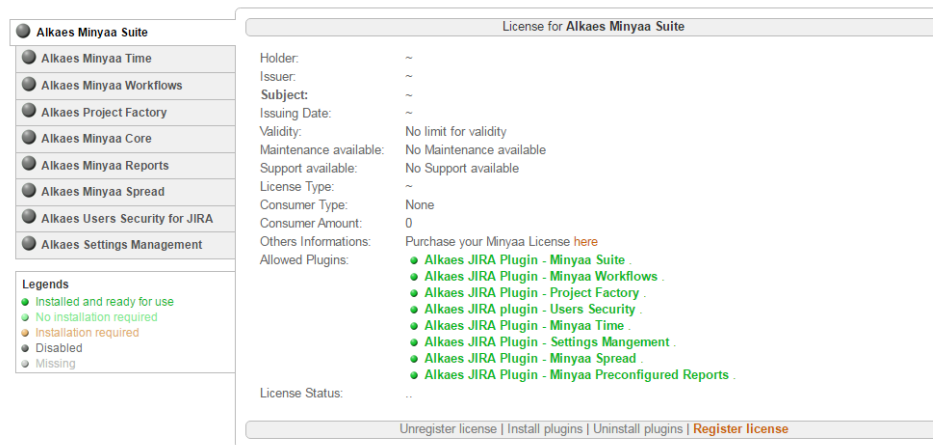 Alkaes Minyaa Suite
Alkaes Minyaa Time
Alkaes Minyaa Workflows
Alkaes Project Factory
Alkaes Minyaa Core
Alkaes Minyaa Reports
Alkaes Minyaa Spread
Alkaes Users Security for JIRA
Alkaes Settings Management
Legends
Installed and ready for use
No installation required
Installation required
Disabled
Missing
License for Alkaes Minyaa Suite
Holder: ~
Issuer: ~
Subject: ~
Issuing Date: ~
Validity: No limit for validity
Maintenance available: No Maintenance available
Support available: No Support available
License Type: ~
Consumer Type: None
Consumer Amount: 0
Others Informations: Purchase your Minyaa License here
Allowed Plugins: Alkaes JIRA Plugin - Minyaa Suite .
Alkaes JIRA Plugin - Minyaa Workflows .
Alkaes JIRA Plugin - Project Factory .
Alkaes JIRA plugin - Users Security .
Alkaes JIRA Plugin - Minyaa Time .
Alkaes JIRA Plugin - Settings Mangement .
Alkaes JIRA Plugin - Minyaa Spread .
Alkaes JIRA Plugin - Minyaa Preconfigured Reports .
License Status: ..
Unregister license | Install plugins | Uninstall plugins | Register license